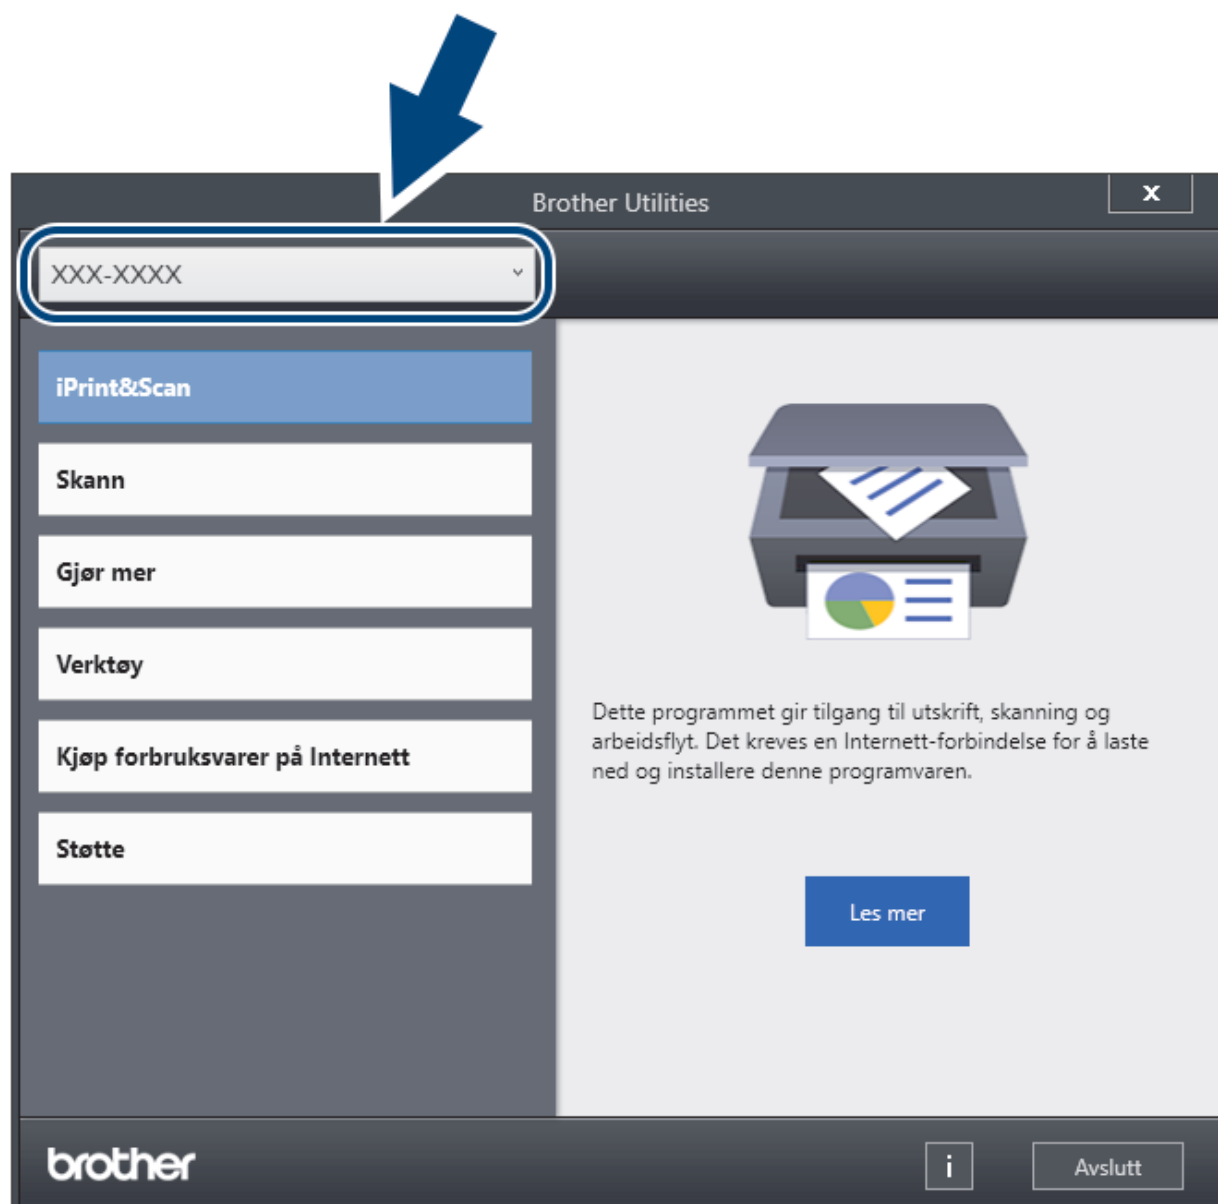 Brother Utilities
X
XXX-XXXX
iPrint&Scan
Skann
Gjør mer
Verktøy
Kjøp forbruksvarer på Internett
Støtte
Dette programmet gir tilgang til utskrift, skanning og
arbeidsflyt. Det kreves en Internett-forbindelse for å laste
ned og installere denne programvaren.
Les mer
brother
i
Avslutt